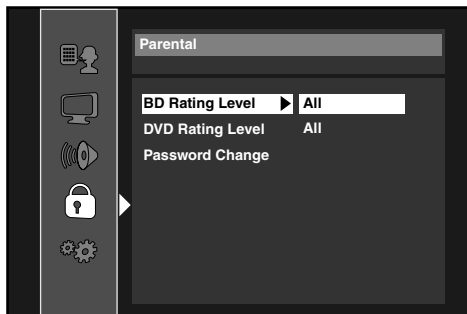 Parental
BD Rating Level All
DVD Rating Level All
Password Change